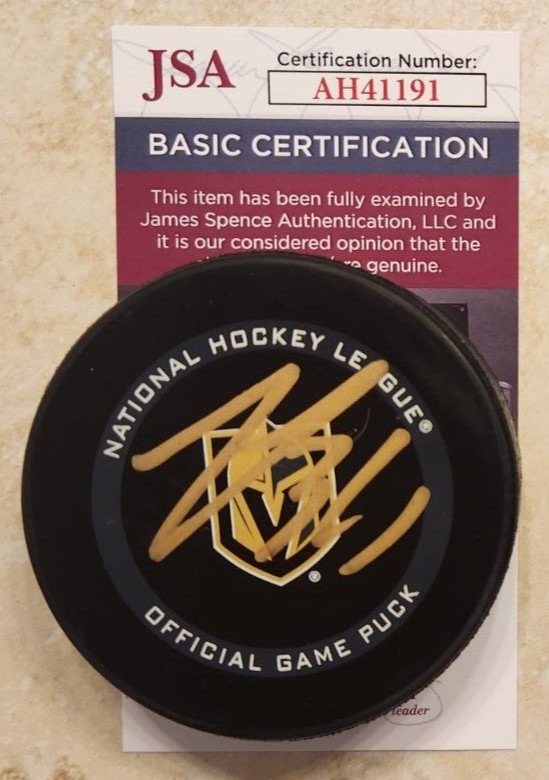 JSA
Certification Number:
AH41191
BASIC CERTIFICATION
This item has been fully examined by
James Spence Authentication, LLC and
it is our considered opinion that the
genuine.
NATIONAL HOCKEY LEAGUE®
OFFICIAL GAME PUCK
®
leader